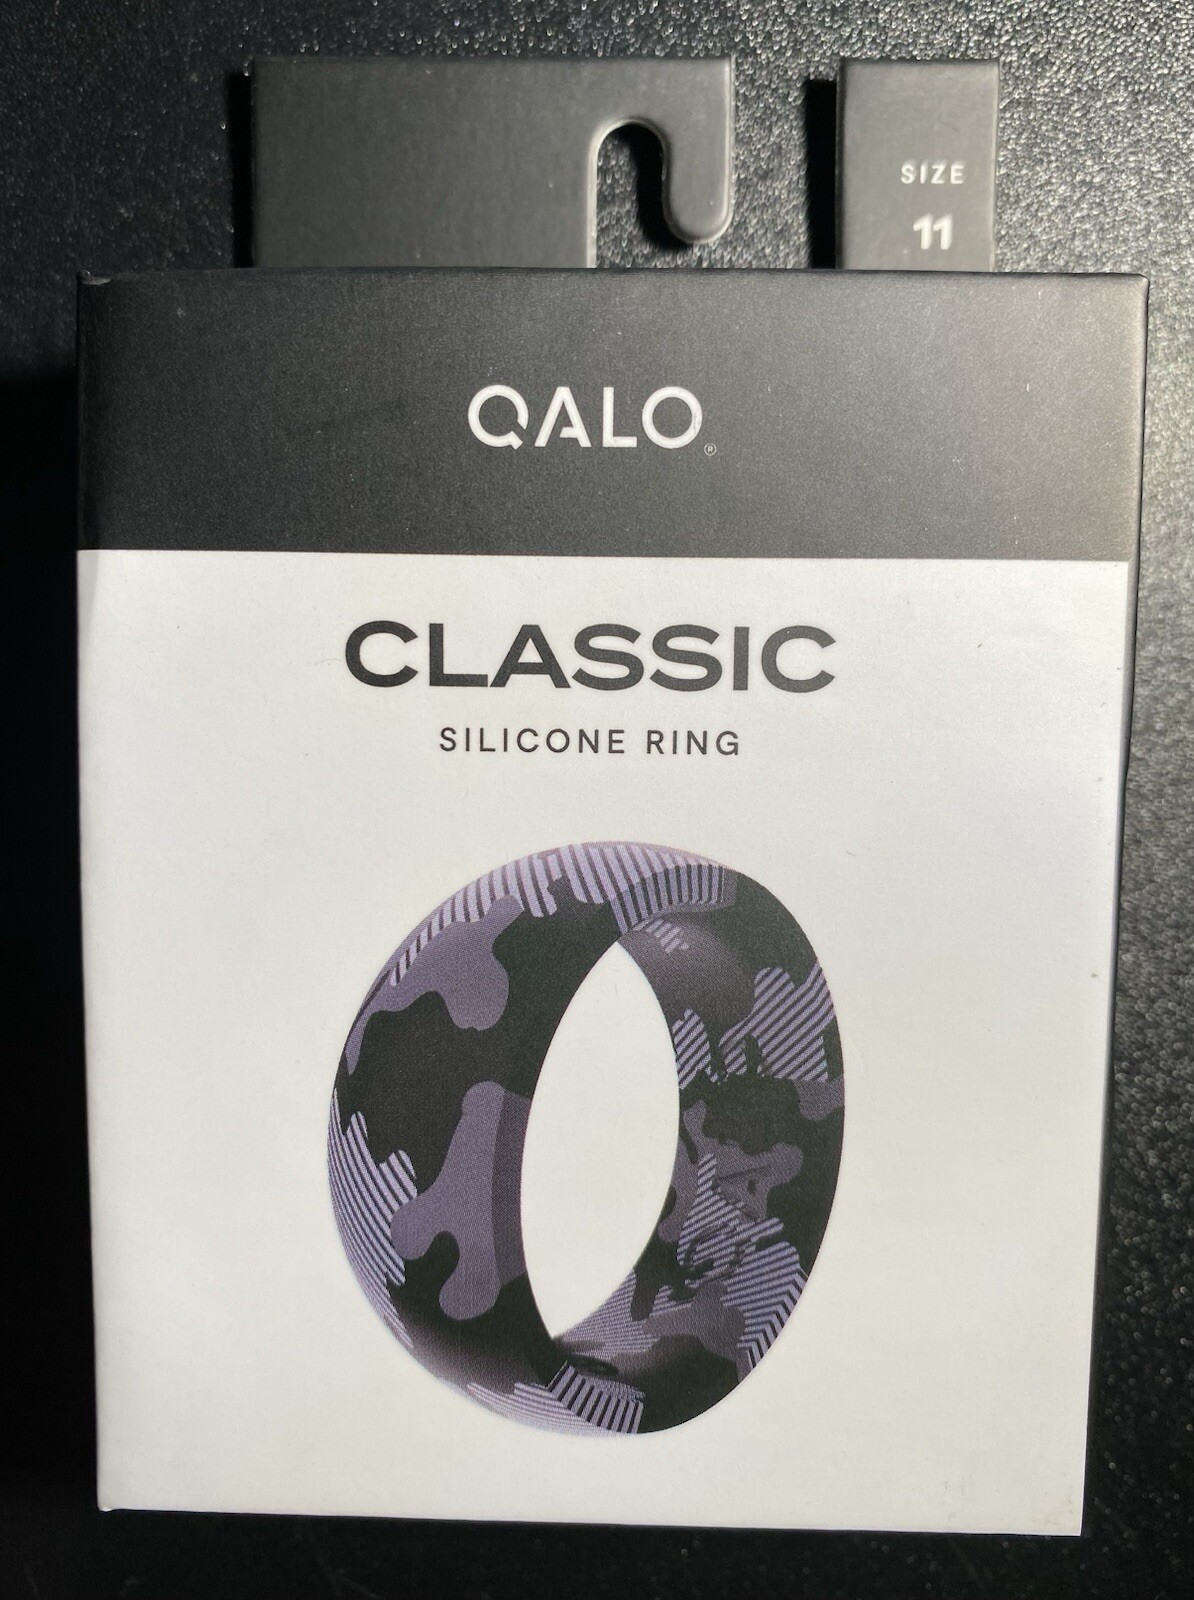 SIZE
11
QALO®
CLASSIC
SILICONE RING